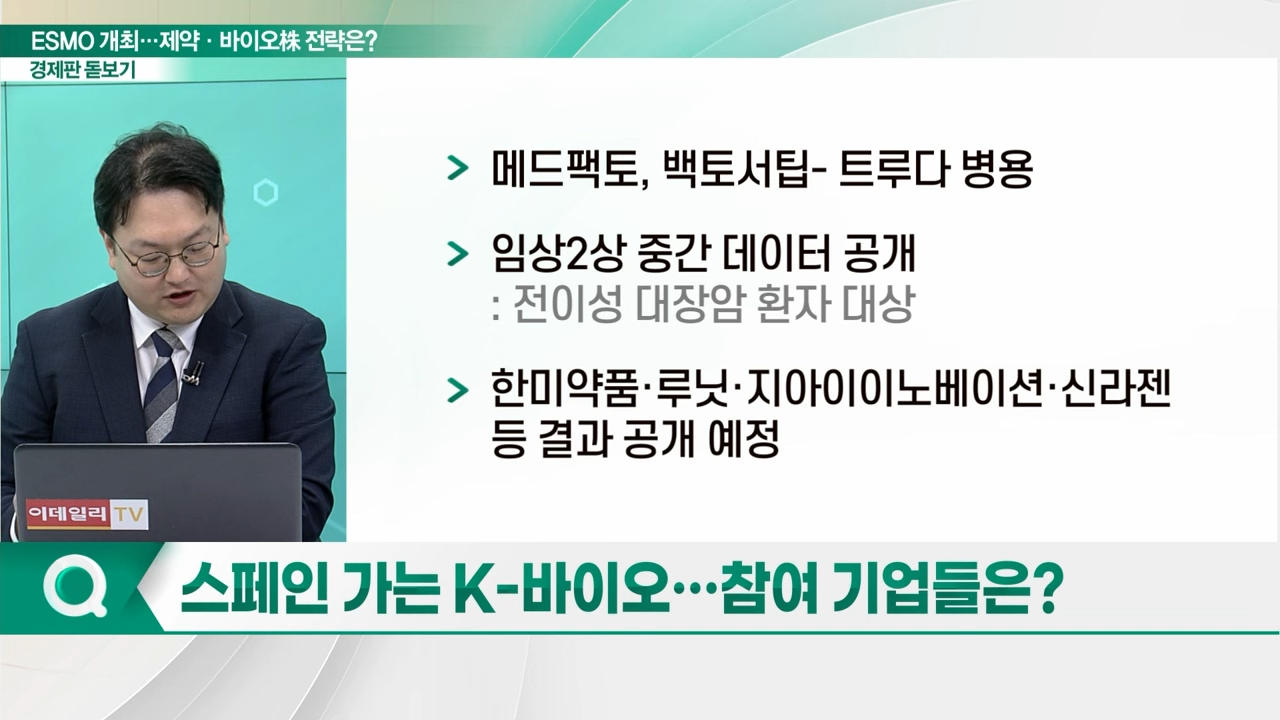 ESMO 개최…제약·바이오株 전략은?
경제판 돋보기
> 메드팩토, 백토서팁- 트루다 병용
> 임상2상 중간 데이터 공개
: 전이성 대장암 환자 대상
> 한미약품·루닛·지아이이노베이션·신라젠
등 결과 공개 예정
이데일리 TV
Q 스페인 가는 K-바이오…참여 기업들은?